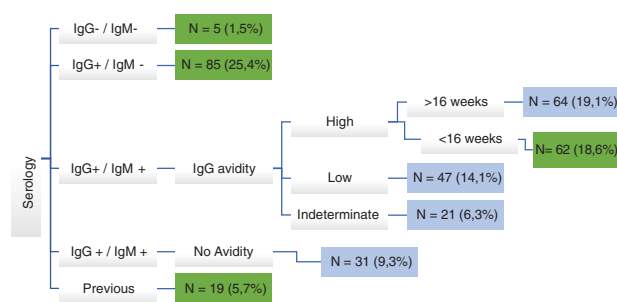 Serology
IgG- / IgM-
N = 5 (1,5%)
IgG+ / IgM -
N = 85 (25,4%)
IgG+ / IgM +
IgG avidity
High
>16 weeks
N = 64 (19,1%)
<16 weeks
N= 62 (18,6%)
Low
N = 47 (14,1%)
Indeterminate
N = 21 (6,3%)
IgG + / IgM +
No Avidity
N = 31 (9,3%)
Previous
N = 19 (5,7%)